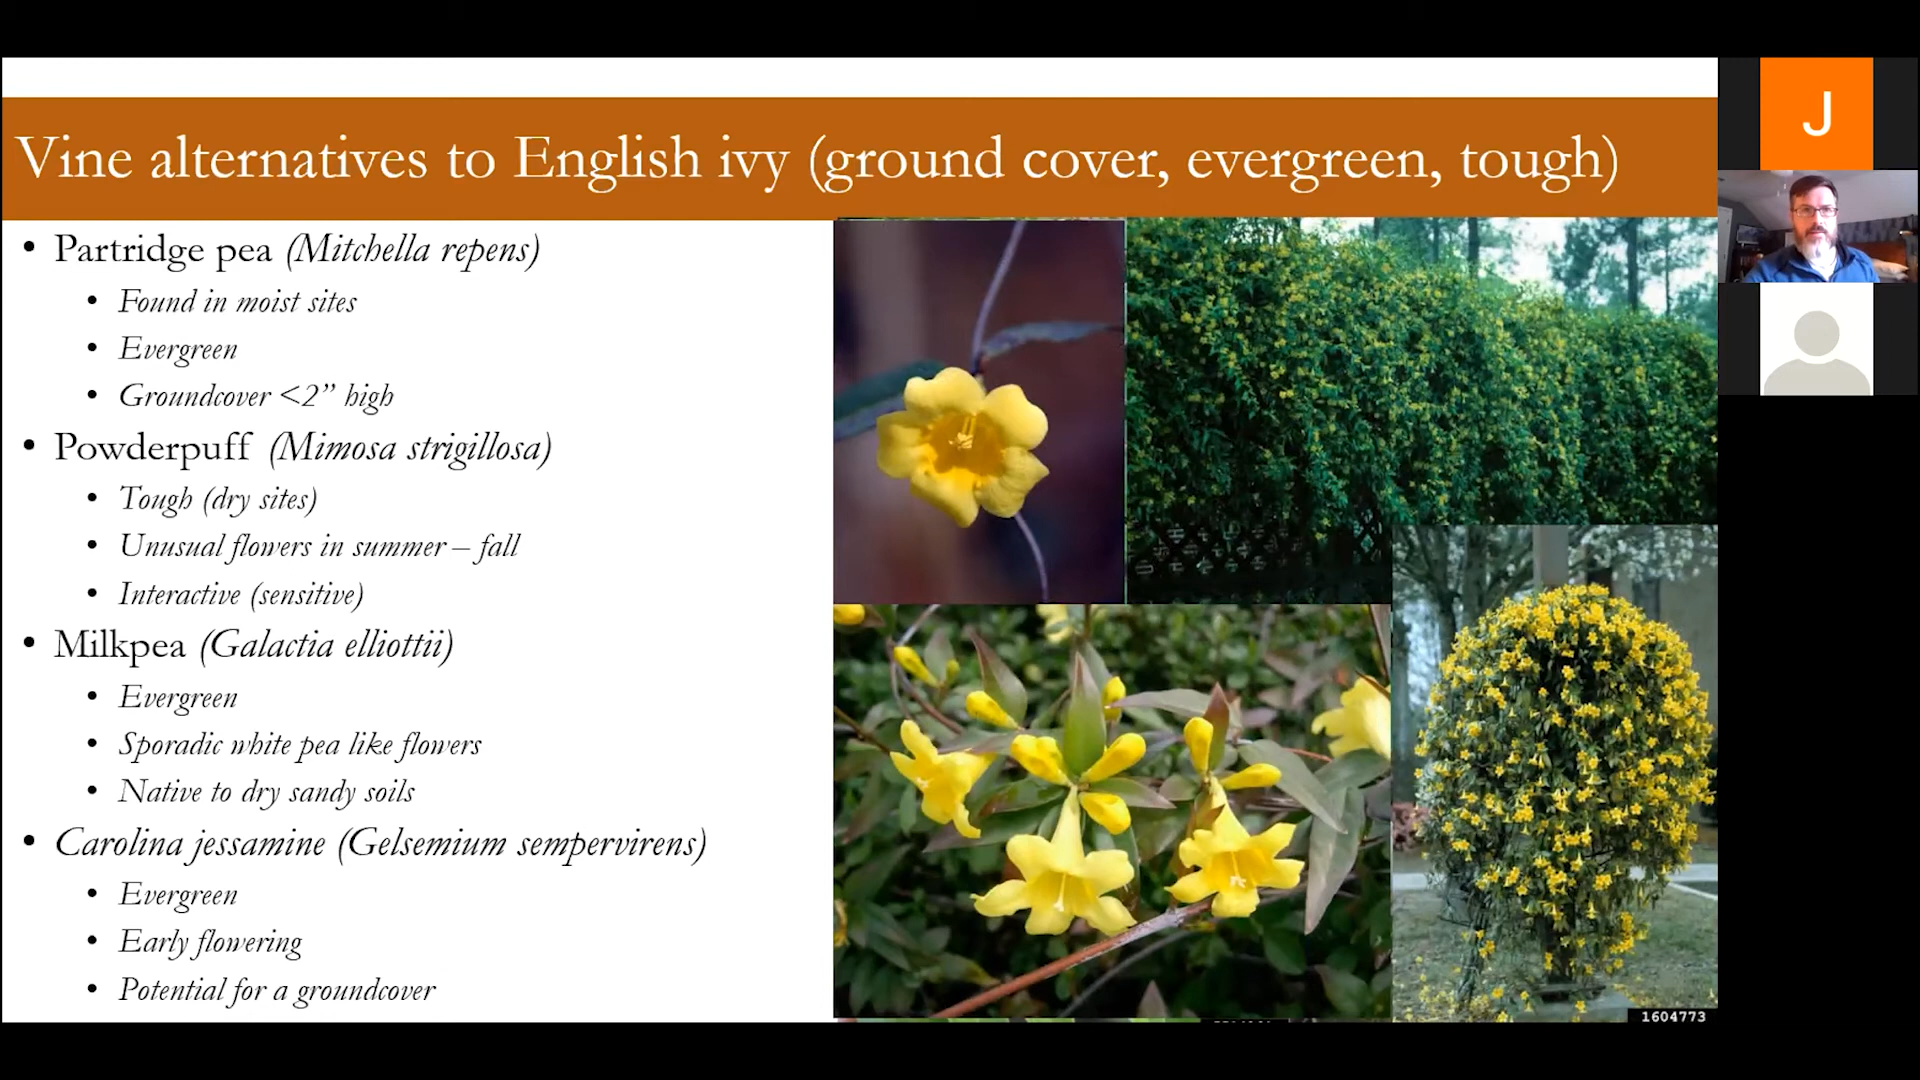 Vine alternatives to English ivy (ground cover, evergreen, tough)
• Partridge pea (Mitchella repens)
• Found in moist sites
• Evergreen
• Groundcover <2” high
• Powderpuff (Mimosa strigillosa)
• Tough (dry sites)
• Unusual flowers in summer – fall
• Interactive (sensitive)
• Milkpea (Galactia elliottii)
• Evergreen
• Sporadic white pea like flowers
• Native to dry sandy soils
• Carolina jessamine (Gelsemium sempervirens)
• Evergreen
• Early flowering
• Potential for a groundcover
1604773
J